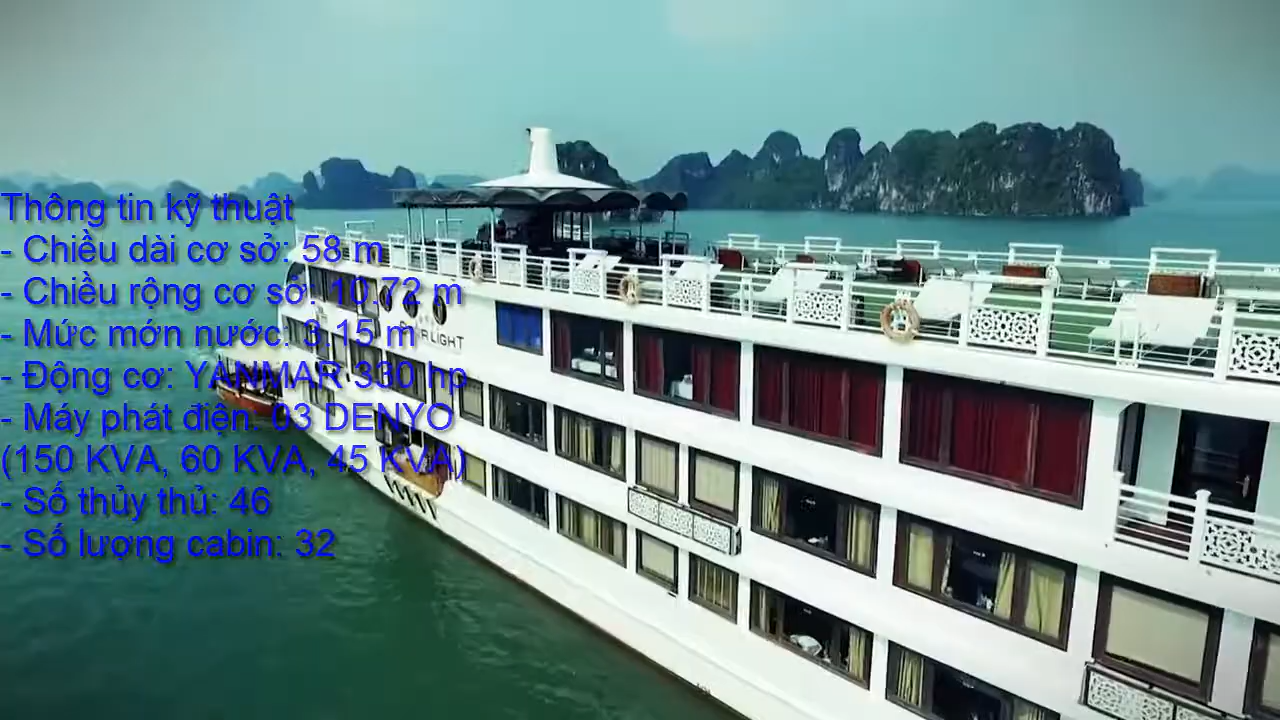 Thông tin kỹ thuật
- Chiều dài cơ sở: 58 m
- Chiều rộng cơ sở: 10.72 m
- Mức mớn nước: 3.15 m
- Động cơ: YANMAR 330 hp
- Máy phát điện: 03 DENYO
(150 KVA, 60 KVA, 45 KVA)
- Số thủy thủ: 46
- Số lượng cabin: 32